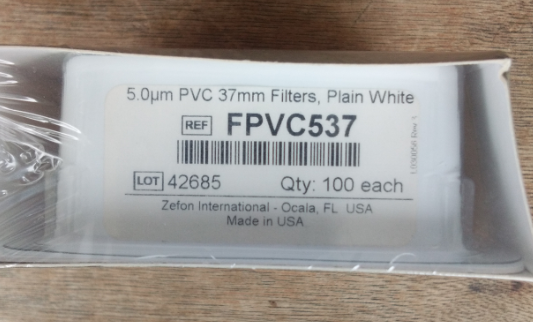 5.0µm PVC 37mm Filters, Plain White
REF FPVC537
LOT 42685 Qty: 100 each
Zefon International - Ocala, FL USA
Made in USA